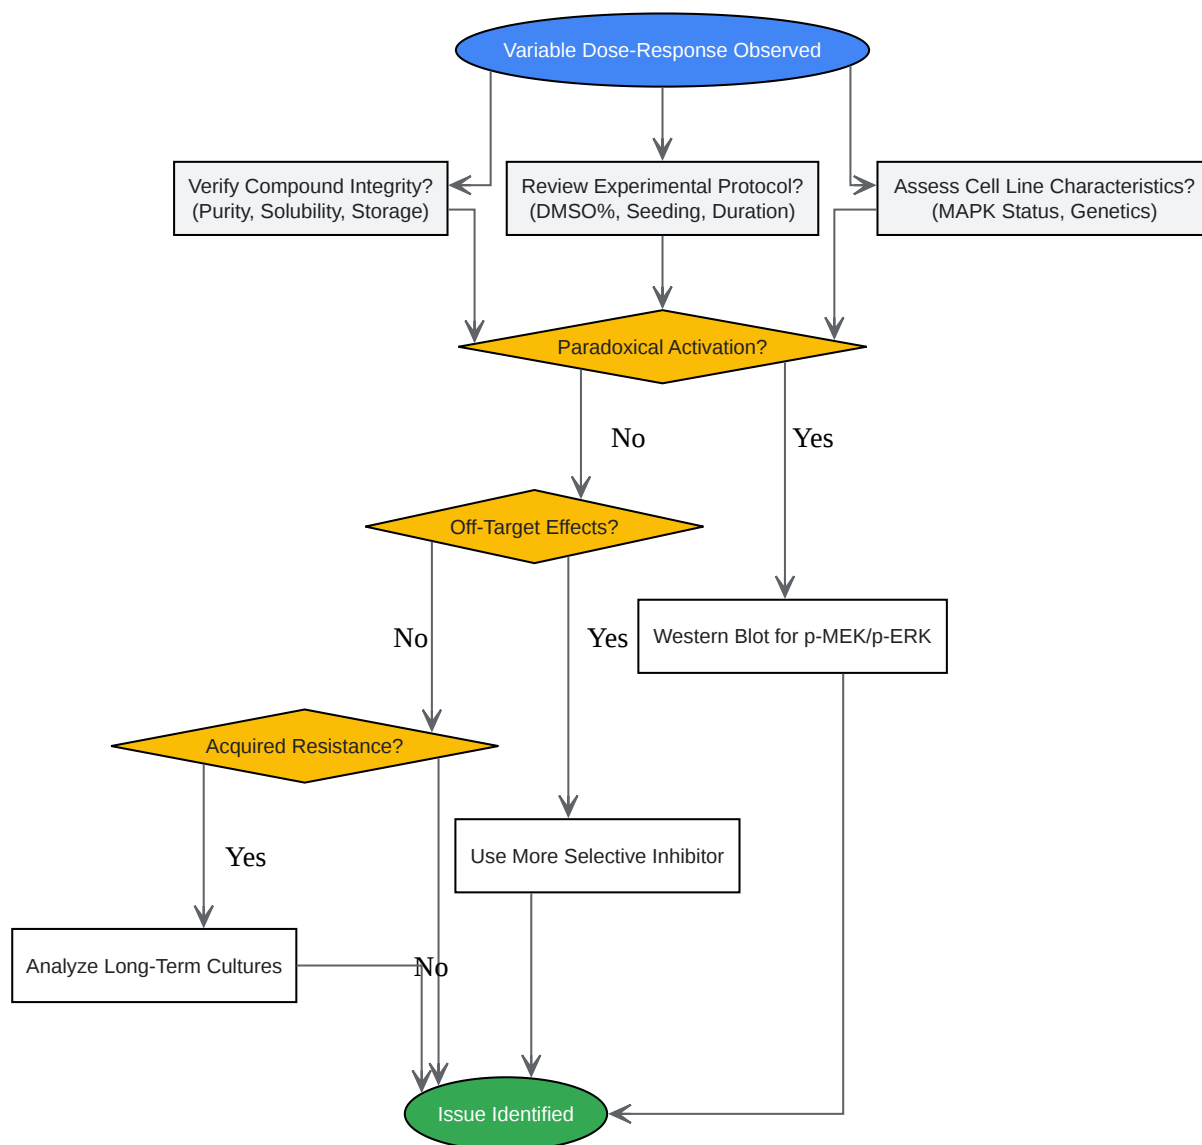 Variable Dose-Response Observed
Verify Compound Integrity?
(Purity, Solubility, Storage)
Review Experimental Protocol?
(DMSO%, Seeding, Duration)
Assess Cell Line Characteristics?
(MAPK Status, Genetics)
Paradoxical Activation?
No
Yes
Off-Target Effects?
No
Yes
Western Blot for p-MEK/p-ERK
Acquired Resistance?
Yes
Use More Selective Inhibitor
Analyze Long-Term Cultures
No
Issue Identified